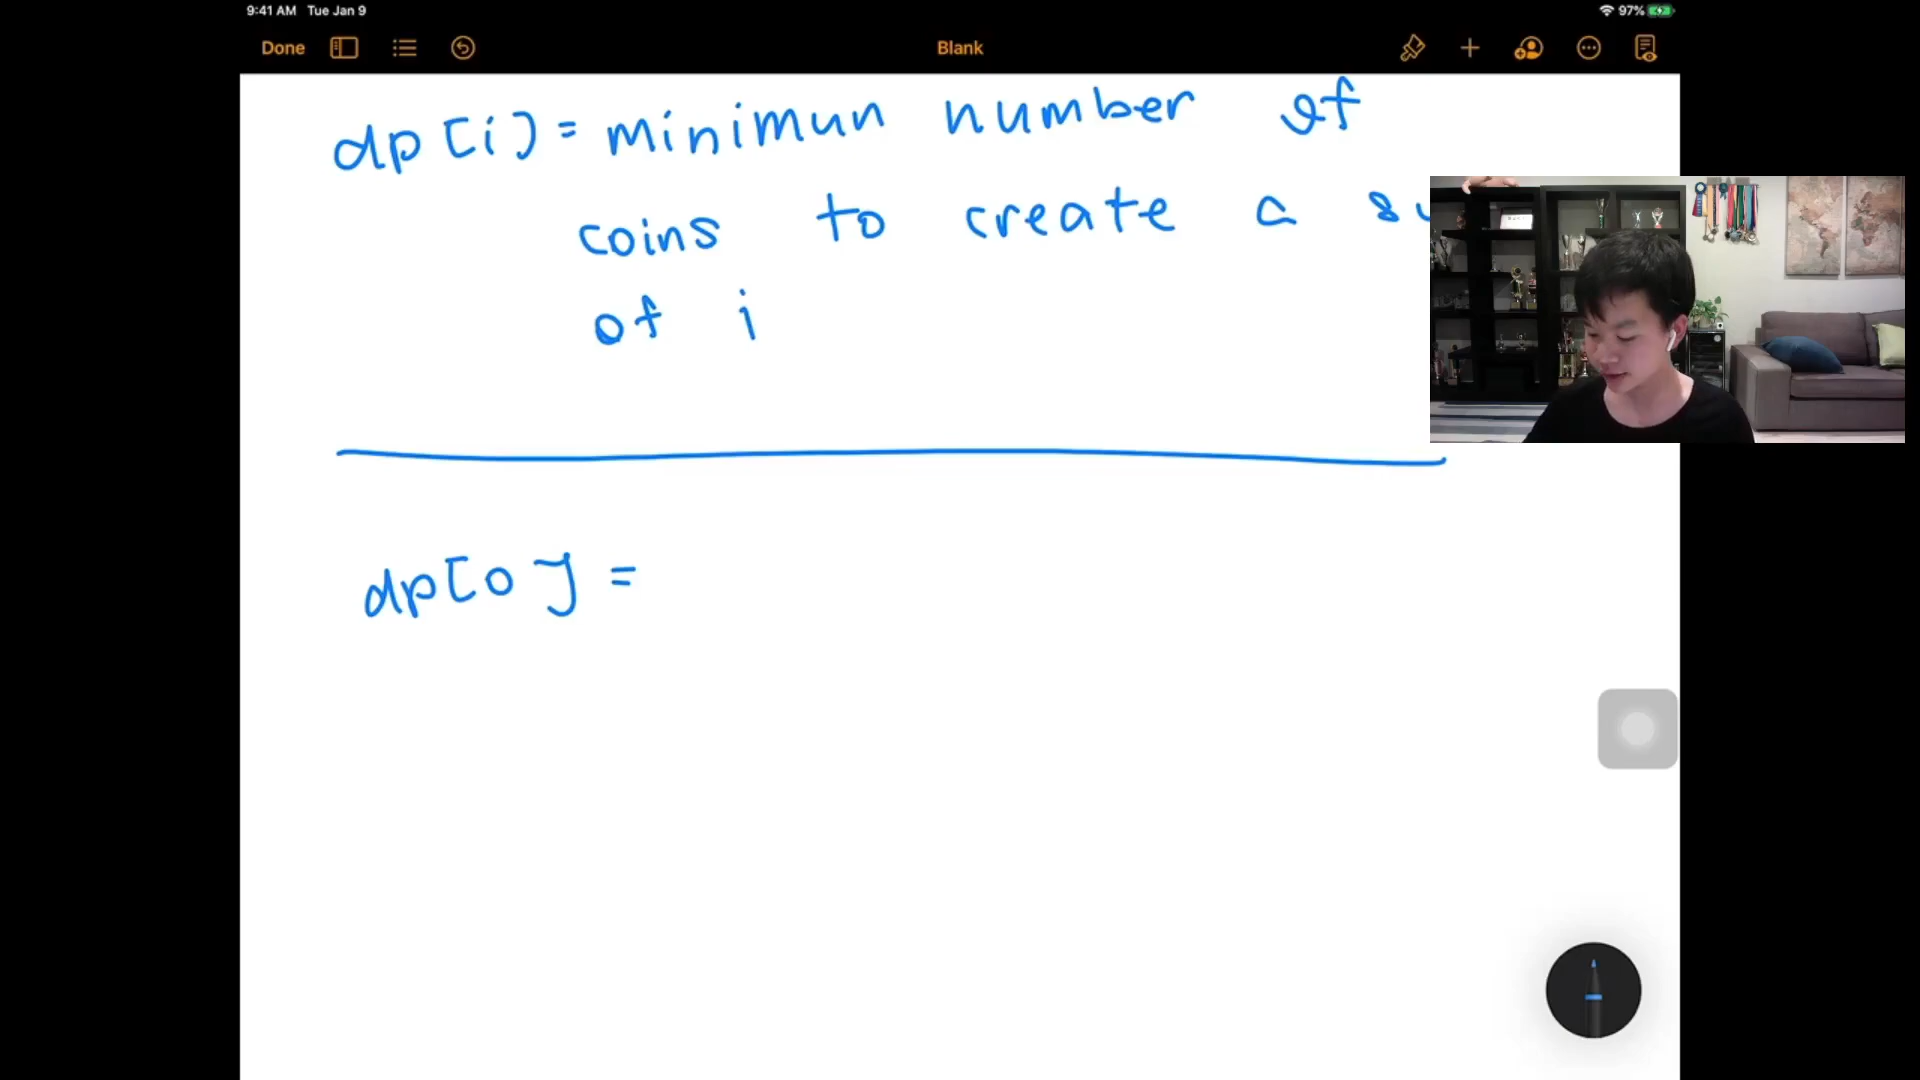 9:41 AM Tue Jan 9
97%
Done
Blank
dp[i] = minimun number of
coins to create a
of i
dp[0] =